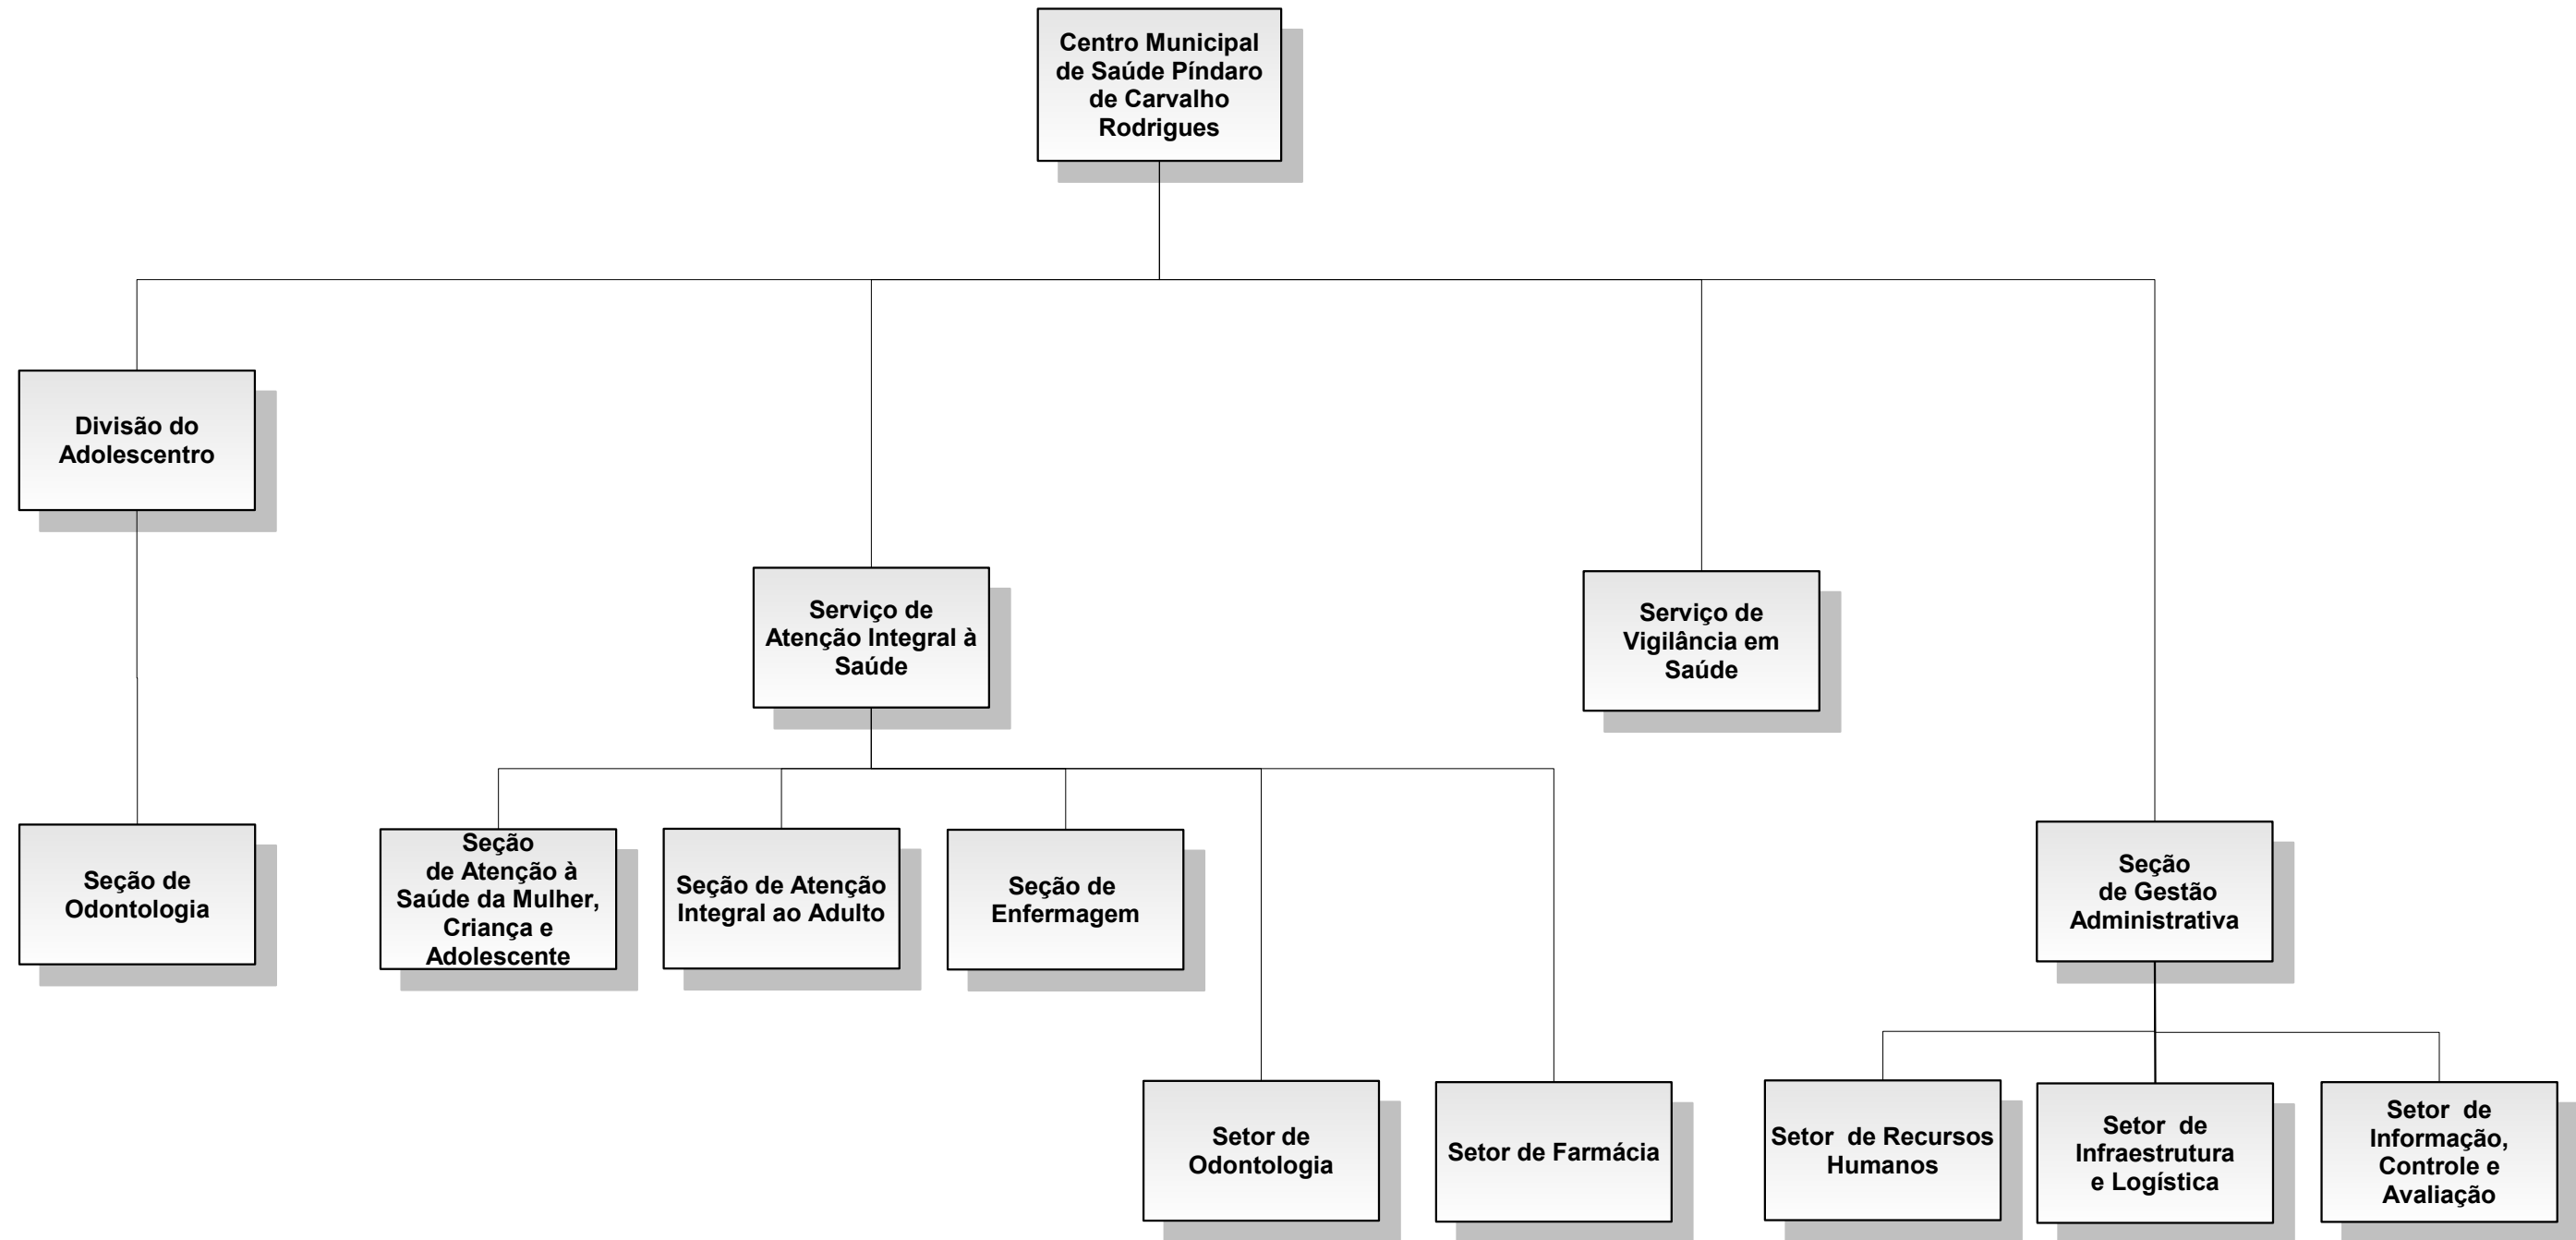 Centro Municipal
de Saúde Píndaro
de Carvalho
Rodrigues
Divisão do
Adolescentro
Serviço de
Atenção Integral à
Saúde
Serviço de
Vigilância em
Saúde
Seção de
Odontologia
Seção
de Atenção à
Saúde da Mulher,
Criança e
Adolescente
Seção de Atenção
Integral ao Adulto
Seção de
Enfermagem
Seção
de Gestão
Administrativa
Setor de
Odontologia
Setor de Farmácia
Setor de Recursos
Humanos
Setor de
Infraestrutura
e Logística
Setor de
Informação,
Controle e
Avaliação